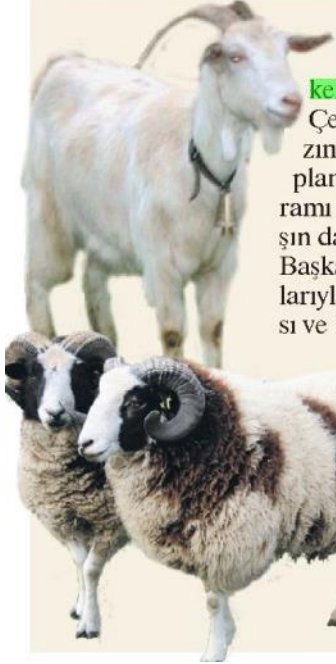 ke
Çe
zın
plan
ramı
şın da
Başka
larıyl
sı ve